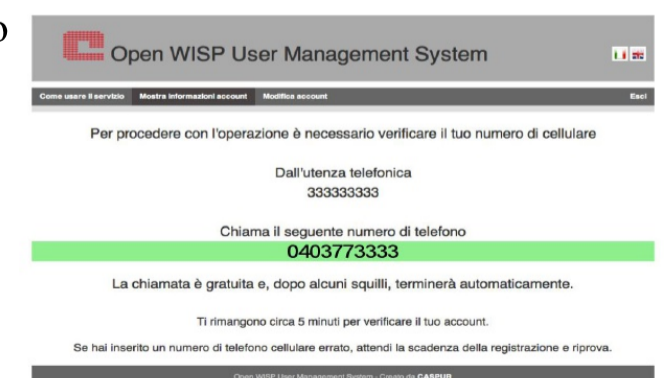 Open WISP User Management System
Come usare il servizio Mostra informazioni account Modifica account Esci
Per procedere con l'operazione è necessario verificare il tuo numero di cellulare
Dall'utenza telefonica
333333333
Chiama il seguente numero di telefono
0403773333
La chiamata è gratuita e, dopo alcuni squilli, terminerà automaticamente.
Ti rimangono circa 5 minuti per verificare il tuo account.
Se hai inserito un numero di telefono cellulare errato, attendi la scadenza della registrazione e riprova.
Open WISP User Management System - Creato da CASPUR